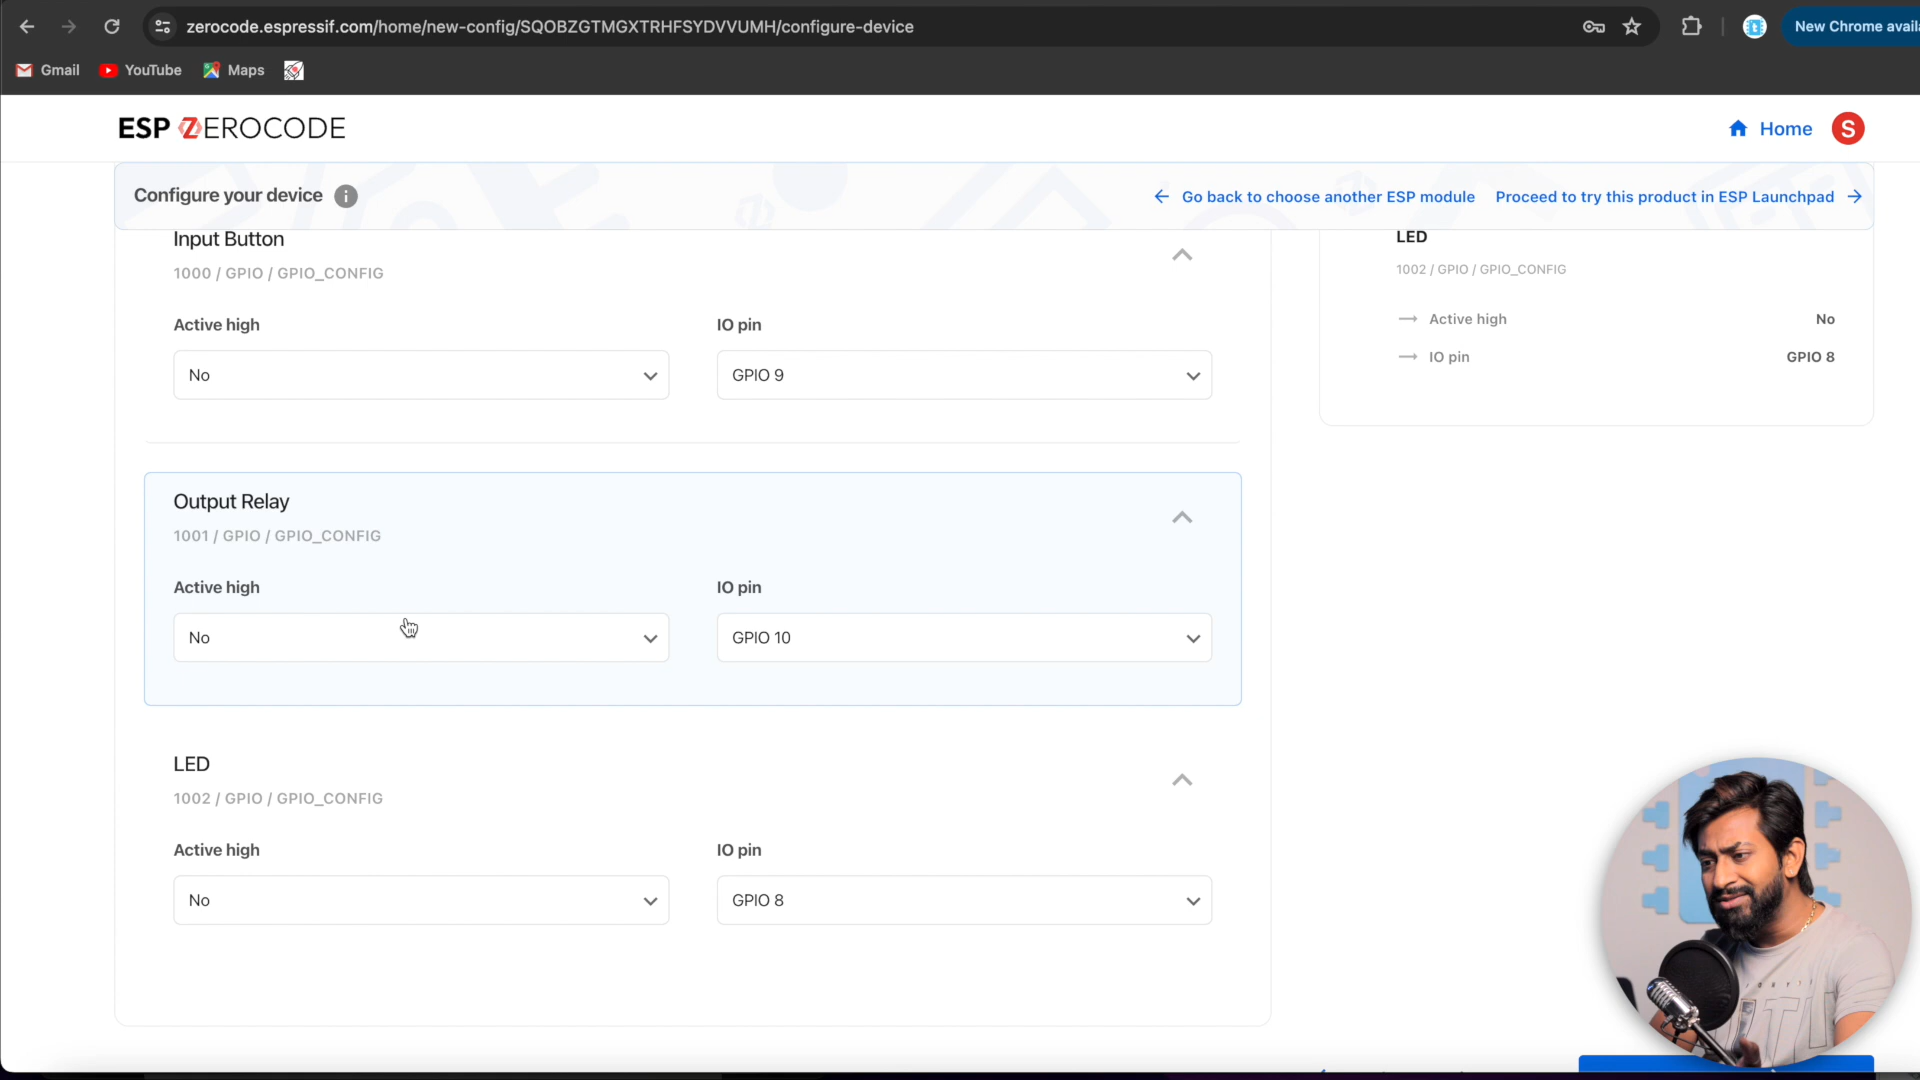 zerocode.espressif.com/home/new-config/SQOBZGTMGXTRHFSYDVVUMH/configure-device
New Chrome availa
Gmail YouTube Maps
ESP ZEROCODE
Home S
Configure your device
Go back to choose another ESP module Proceed to try this product in ESP Launchpad
Input Button
1000 / GPIO / GPIO_CONFIG
Active high IO pin
No GPIO 9
Output Relay
1001 / GPIO / GPIO_CONFIG
Active high IO pin
No GPIO 10
LED
1002 / GPIO / GPIO_CONFIG
Active high IO pin
No GPIO 8
LED
1002 / GPIO / GPIO_CONFIG
Active high No
IO pin GPIO 8